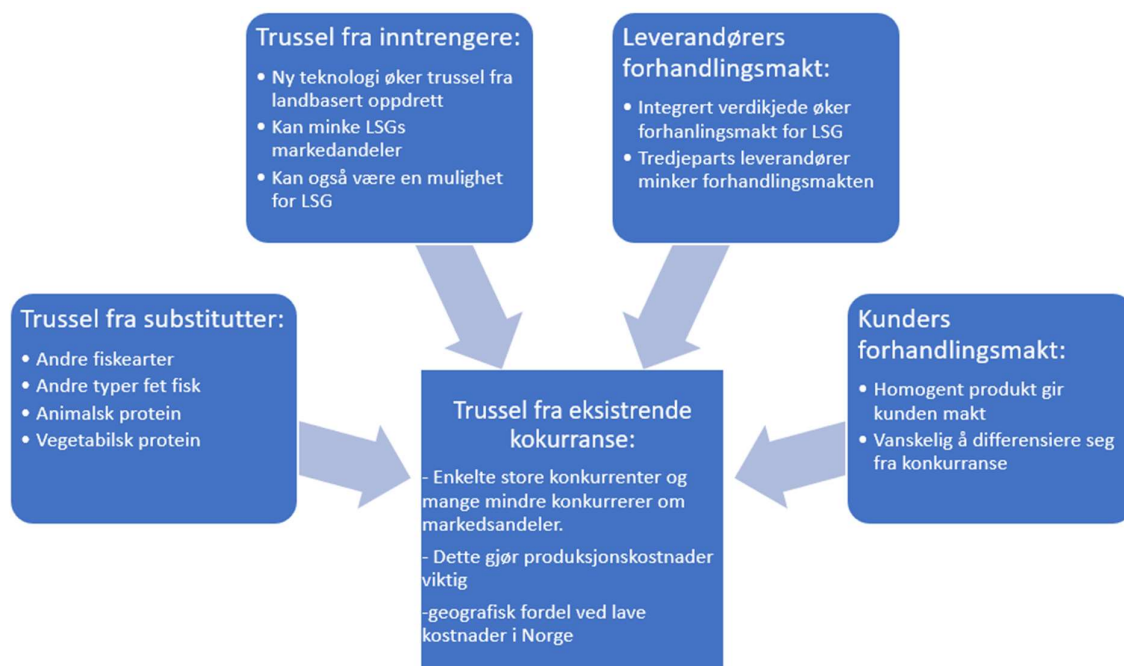 Trussel fra inntrengere:
• Ny teknologi øker trussel fra
landbasert oppdrett
• Kan minke LSGs
markedandeler
• Kan også være en mulighet
for LSG
Leverandørers
forhandlingsmakt:
• Integrert verdikjede øker
forhanlingsmakt for LSG
• Tredjeparts leverandører
minker forhandlingsmakten
Trussel fra substitutter:
• Andre fiskearter
• Andre typer fet fisk
• Animalsk protein
• Vegetabilsk protein
Kunders
forhandlingsmakt:
• Homogent produkt gir
kunden makt
• Vanskelig å differensiere seg
fra konkurranse
Trussel fra eksistrende
kokurranse:
- Enkelte store konkurrenter og
mange mindre konkurrerer om
markedsandeler.
- Dette gjør produksjonskostnader
viktig
-geografisk fordel ved lave
kostnader i Norge